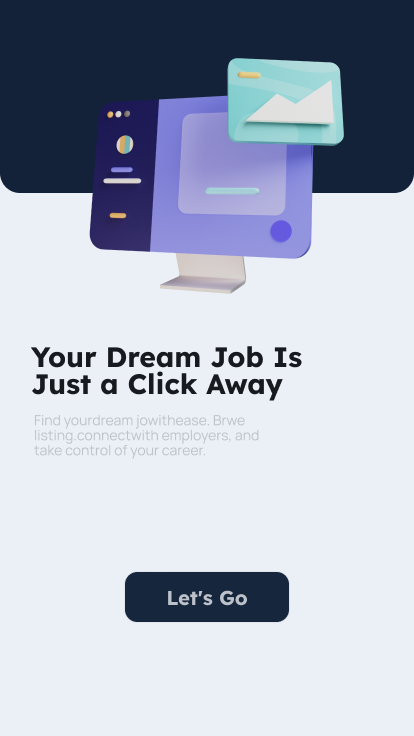 Your Dream Job Is
Just a Click Away
Find yourdream jowithease. Brwe
listing.connectwith employers, and
take control of your career.
Let's Go